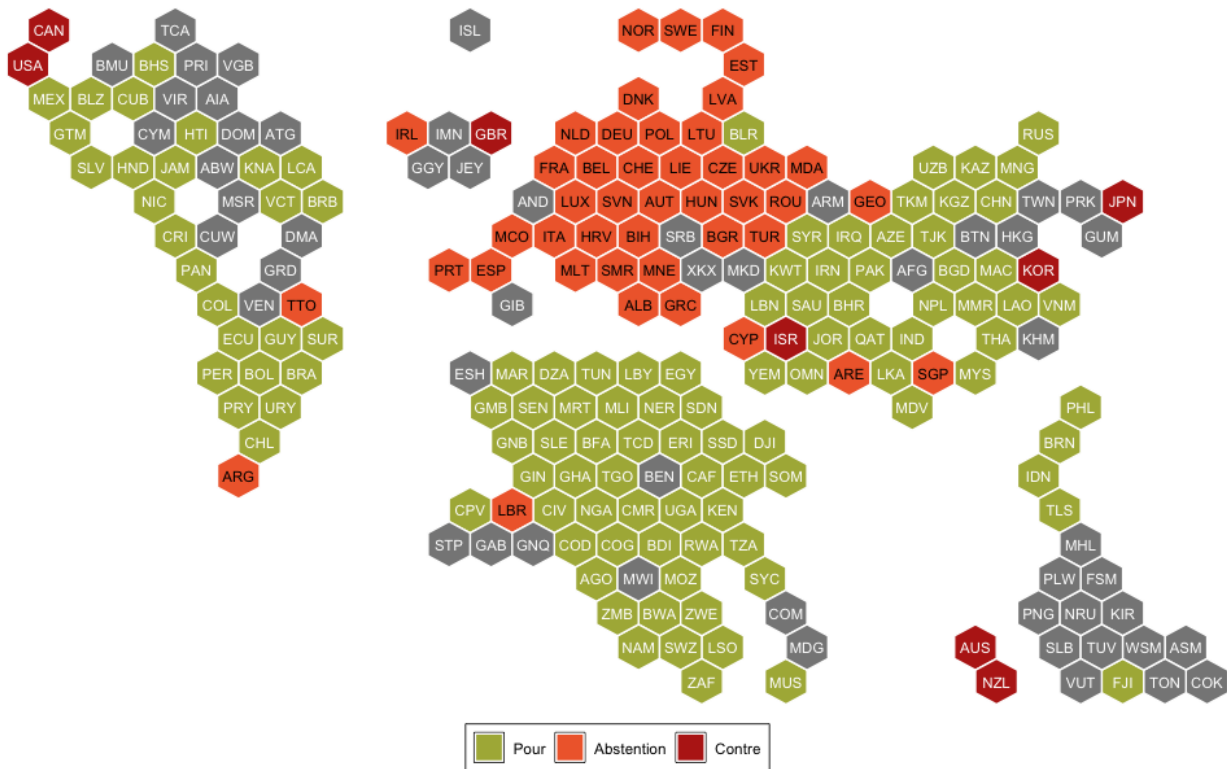 CAN TCA ISL NOR SWE FIN
USA BMU BHS PRI VGB EST
MEX BLZ CUB VIR AIA DNK LVA
GTM CYM HTI DOM ATG IRL IMN GBR NLD DEU POL LTU BLR RUS
SLV HND JAM ABW KNA LCA GGY JEY FRA BEL CHE LIE CZE UKR MDA UZB KAZ MNG
NIC MSR VCT BRB AND LUX SVN AUT HUN SVK ROU ARM GEO TKM KGZ CHN TWN PRK JPN
CRI CUW DMA MCO ITA HRV BIH SRB BGR TUR SYR IRQ AZE TJK BTN HKG GUM
PAN GRD PRT ESP MLT SMR MNE XKX MKD KWT IRN PAK AFG BGD MAC KOR
COL VEN TTO GIB ALB GRC LBN SAU BHR NPL MMR LAO VNM
ECU GUY SUR CYP ISR JOR QAT IND THA KHM
PER BOL BRA ESH MAR DZA TUN LBY EGY YEM OMN ARE LKA SGP MYS
PRY URY GMB SEN MRT MLI NER SDN MDV PHL
CHL GNB SLE BFA TCD ERI SSD DJI BRN
ARG GIN GHA TGO BEN CAF ETH SOM IDN
CPV LBR CIV NGA CMR UGA KEN TLS
STP GAB GNQ COD COG BDI RWA TZA MHL
AGO MWI MOZ SYC PLW FSM
ZMB BWA ZWE COM PNG NRU KIR
NAM SWZ LSO MDG AUS SLB TUV WSM ASM
ZAF MUS NZL VUT FJI TON COK
Pour Abstention Contre